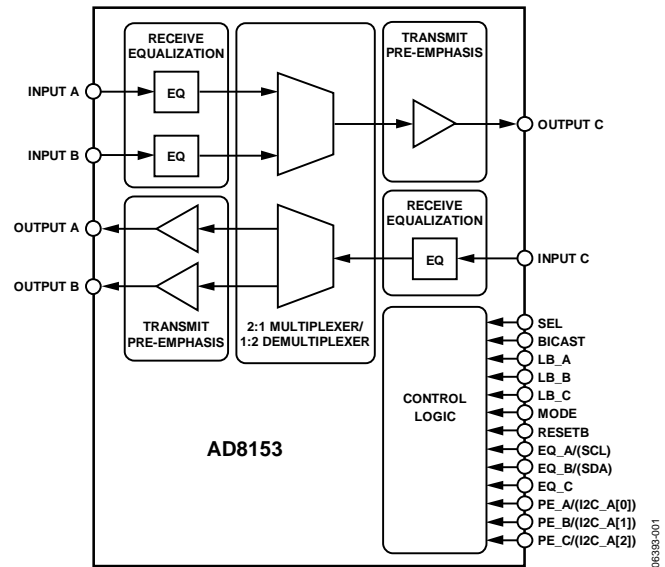 RECEIVE
EQUALIZATION
TRANSMIT
PRE-EMPHASIS
INPUT A
EQ
OUTPUT C
INPUT B
EQ
RECEIVE
EQUALIZATION
OUTPUT A
EQ
INPUT C
OUTPUT B
TRANSMIT
PRE-EMPHASIS
2:1 MULTIPLEXER/
1:2 DEMULTIPLEXER
CONTROL
LOGIC
SEL
BICAST
LB_A
LB_B
LB_C
MODE
RESETB
EQ_A/(SCL)
EQ_B/(SDA)
EQ_C
PE_A/(I2C_A[0])
PE_B/(I2C_A[1])
PE_C/(I2C_A[2])
AD8153
06393-001